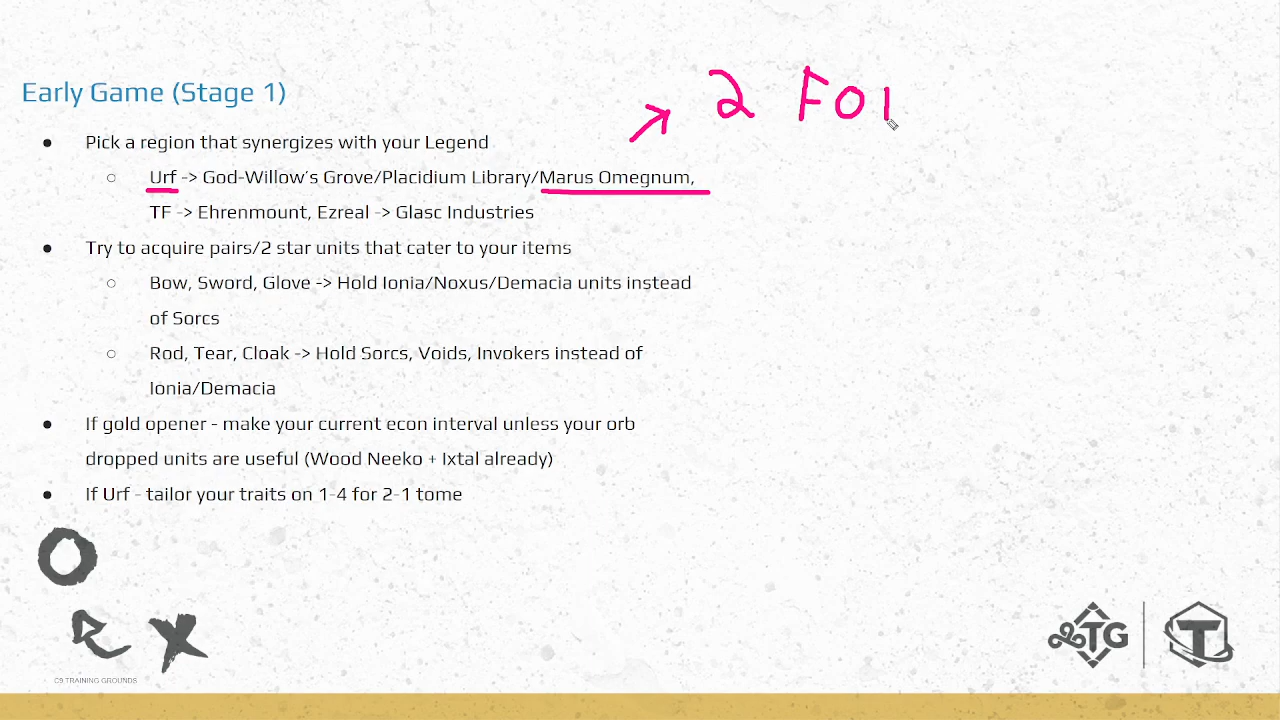 2 FOI
Early Game (Stage 1)
● Pick a region that synergizes with your Legend
○ Urf -> God-Willow's Grove/Placidium Library/Marus Omegnum,
TF -> Ehrenmount, Ezreal -> Glasc Industries
● Try to acquire pairs/2 star units that cater to your items
○ Bow, Sword, Glove -> Hold Ionia/Noxus/Demacia units instead
of Sorcs
○ Rod, Tear, Cloak -> Hold Sorcs, Voids, Invokers instead of
Ionia/Demacia
● If gold opener - make your current econ interval unless your orb
dropped units are useful (Wood Neeko + Ixtal already)
● If Urf - tailor your traits on 1-4 for 2-1 tome
C9 TRAINING GROUNDS
TG
T